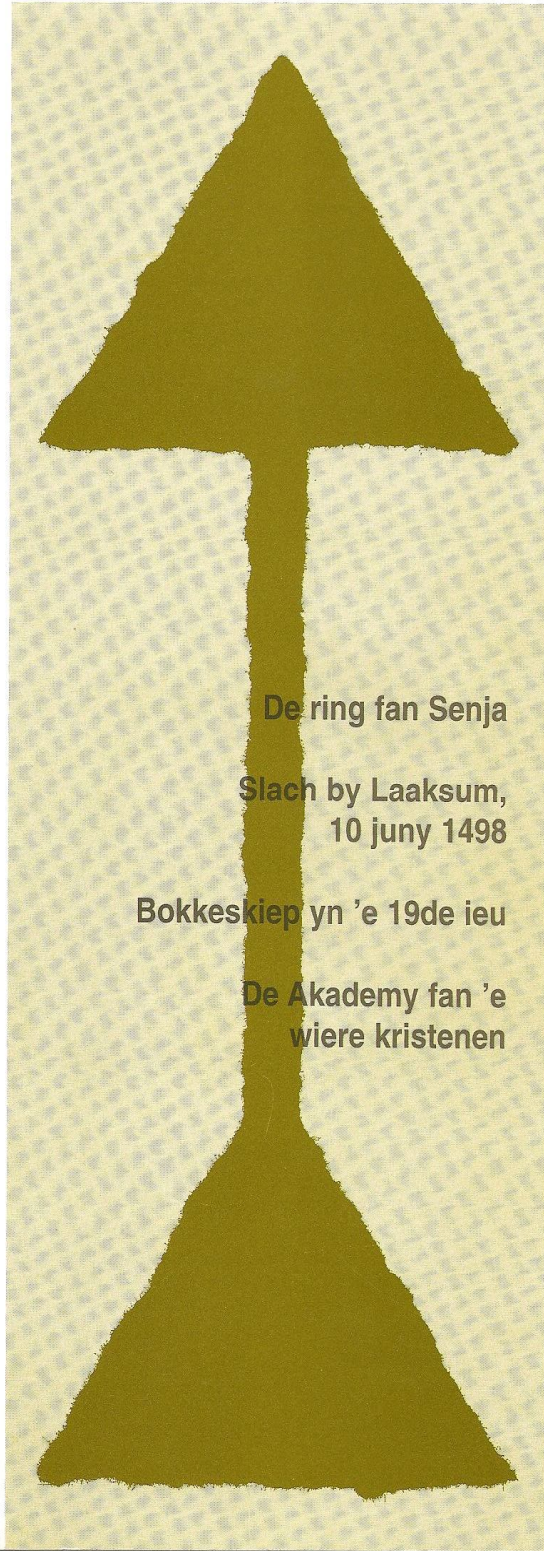 De ring fan Senja
Slach by Laaksum,
10 juny 1498
Bokkeskiep yn ’e 19de ieu
De Akademy fan ’e
wiere kristenen